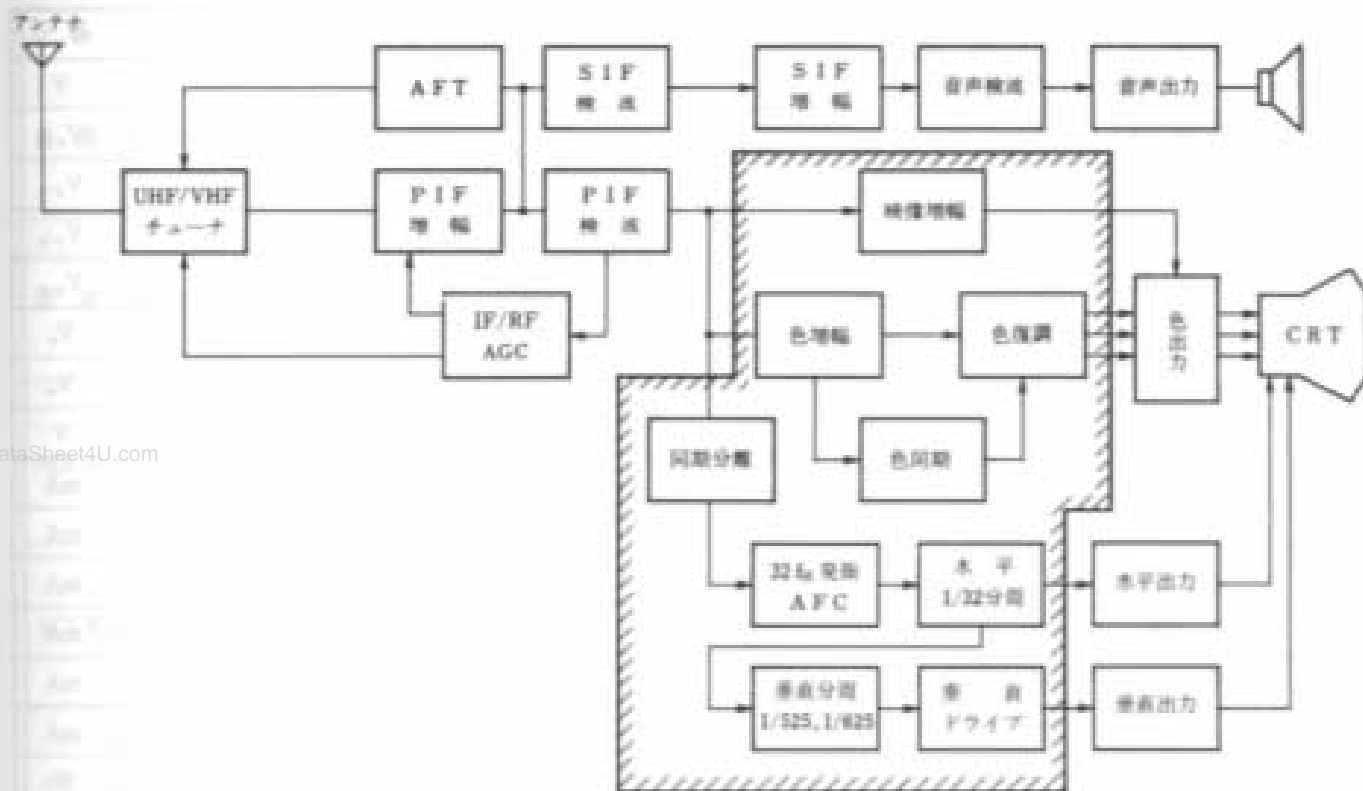 アンテナ
AFT
SIF
検波
SIF
増幅
音声検波
音声出力
UHF/VHF
チューナ
PIF
増幅
PIF
検波
映像増幅
IF/RF
AGC
色増幅
色復調
色出力
CRT
同期分離
色同期
32fH 発振
AFC
水平
1/32分周
水平出力
垂直分周
1/525,1/625
垂直
ドライブ
垂直出力
ataSheet4U.com